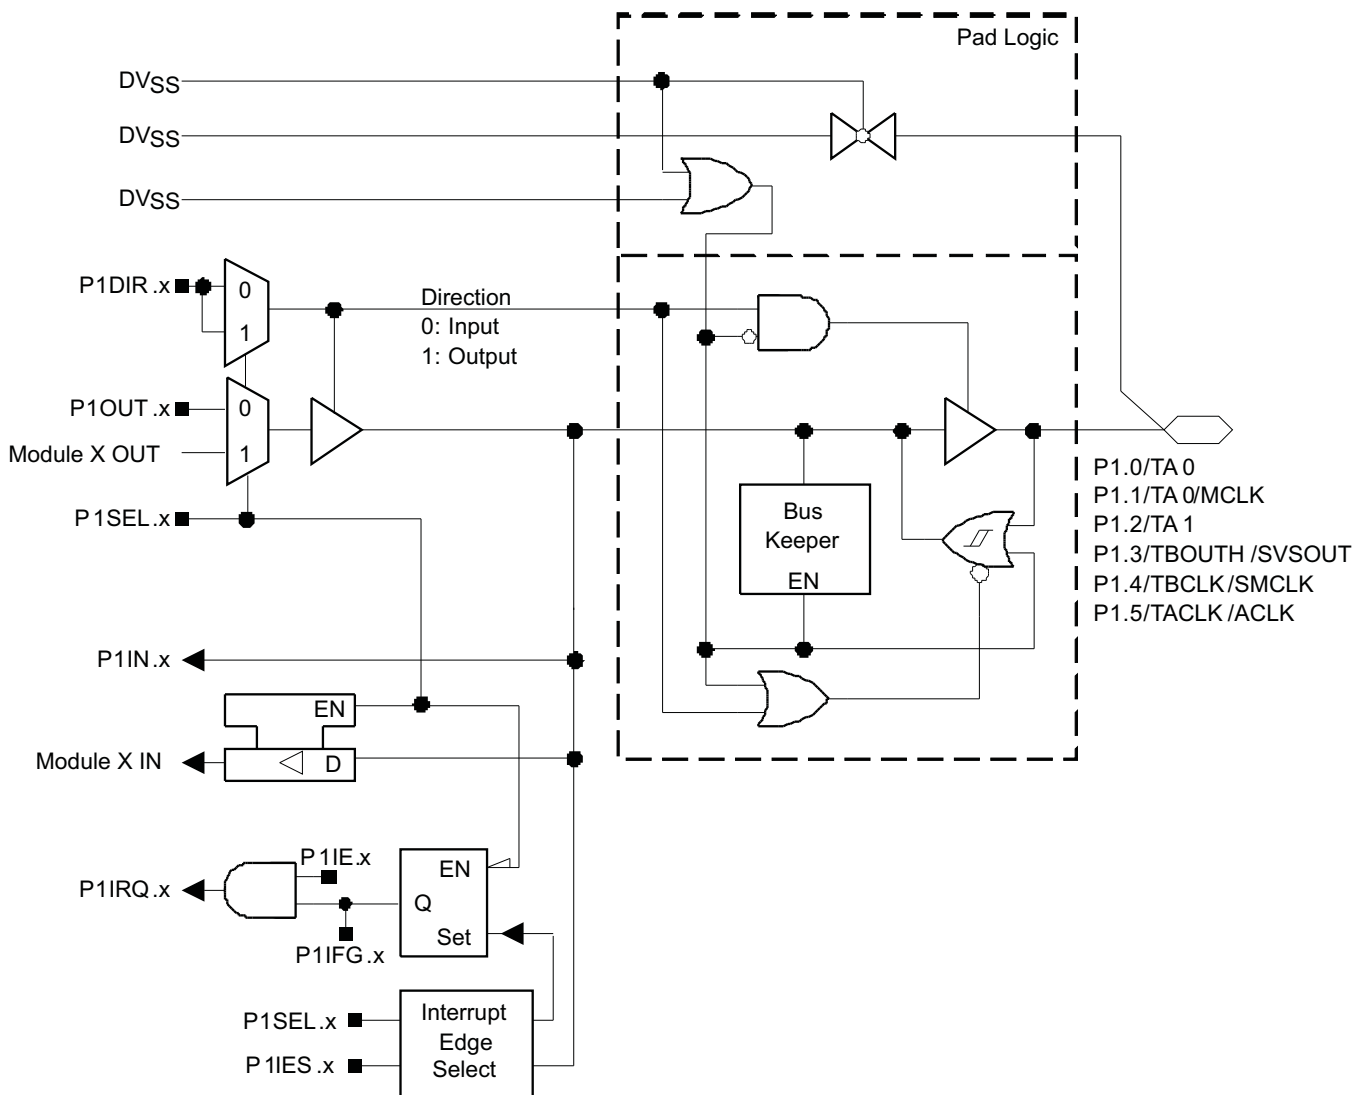 Pad Logic
DVSS
DVSS
DVSS
P1DIR.x
0
1
Direction
0: Input
1: Output
P1OUT.x
0
Module X OUT
1
P1SEL.x
Bus
Keeper
EN
P1.0/TA0
P1.1/TA0/MCLK
P1.2/TA1
P1.3/TBOUTH/SVSOUT
P1.4/TBCLK/SMCLK
P1.5/TACLK/ACLK
P1IN.x
EN
Module X IN
D
P1IE.x
P1IRQ.x
EN
Q
Set
P1IFG.x
P1SEL.x
P1IES.x
Interrupt
Edge
Select